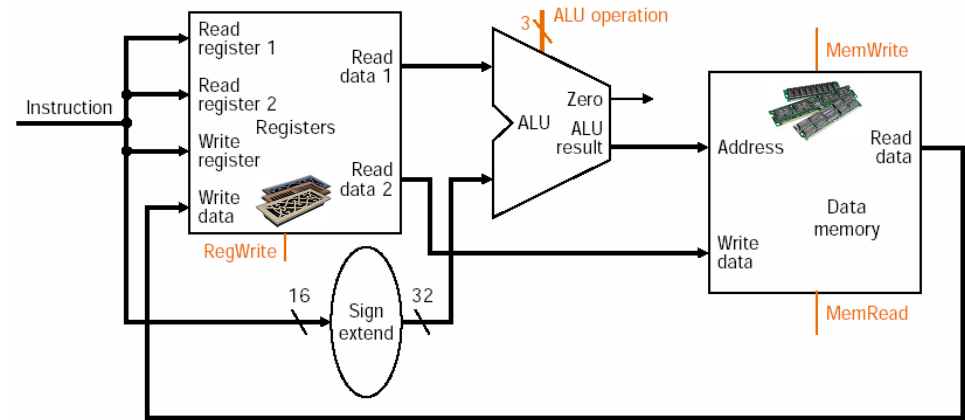 Instruction
Read
register 1
Read
register 2
Registers
Write
register
Write
data
Read
data 1
Read
data 2
RegWrite
16
Sign
extend
32
3
ALU operation
Zero
ALU
ALU
result
MemWrite
Address
Read
data
Data
memory
Write
data
MemRead